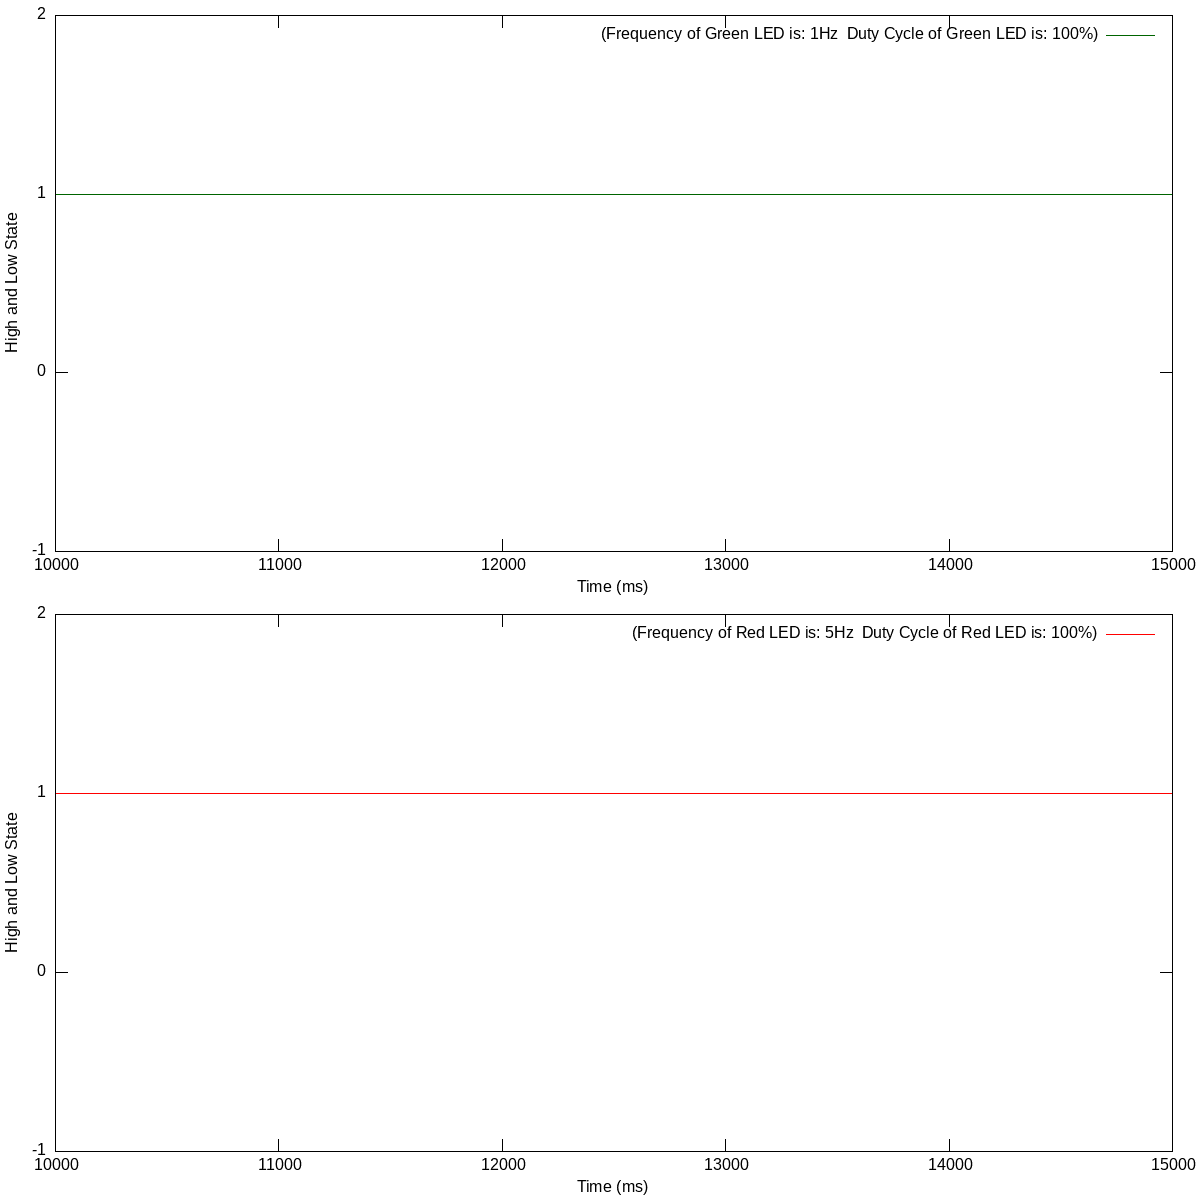 2
(Frequency of Green LED is: 1Hz  Duty Cycle of Green LED is: 100%)
1
High and Low State
0
-1
10000 11000 12000 13000 14000 15000
Time (ms)
2
(Frequency of Red LED is: 5Hz  Duty Cycle of Red LED is: 100%)
1
High and Low State
0
-1
10000 11000 12000 13000 14000 15000
Time (ms)